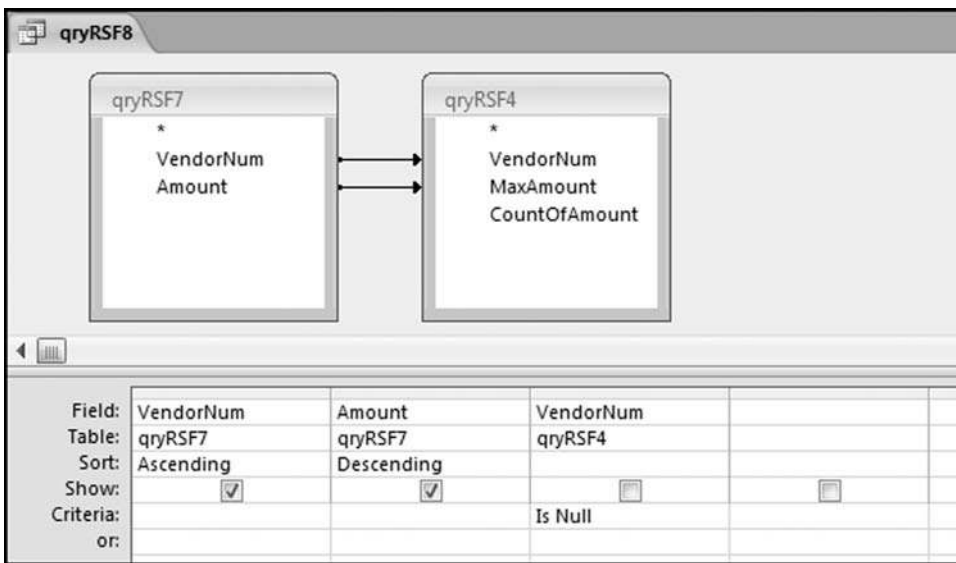 qryRSF8
qryRSF7 qryRSF4
* *
VendorNum VendorNum
Amount MaxAmount
CountOfAmount
Field: VendorNum Amount VendorNum
Table: qryRSF7 qryRSF7 qryRSF4
Sort: Ascending Descending
Show:
Criteria: Is Null
or: